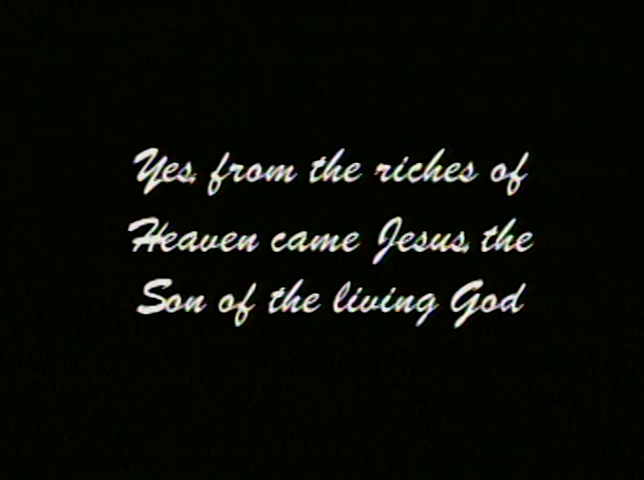 Yes, from the riches of
Heaven came Jesus, the
Son of the living God